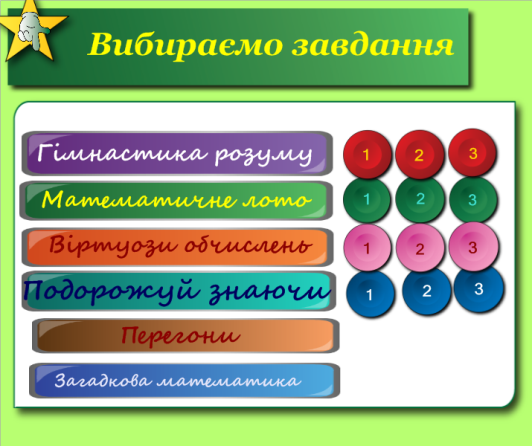 Вибираємо завдання
Гімнастика розуму 1 2 3
Математичне лото 1 2 3
Віртуози обчислень 1 2 3
Подорожуй знаючи 1 2 3
Перегони
Загадкова математика